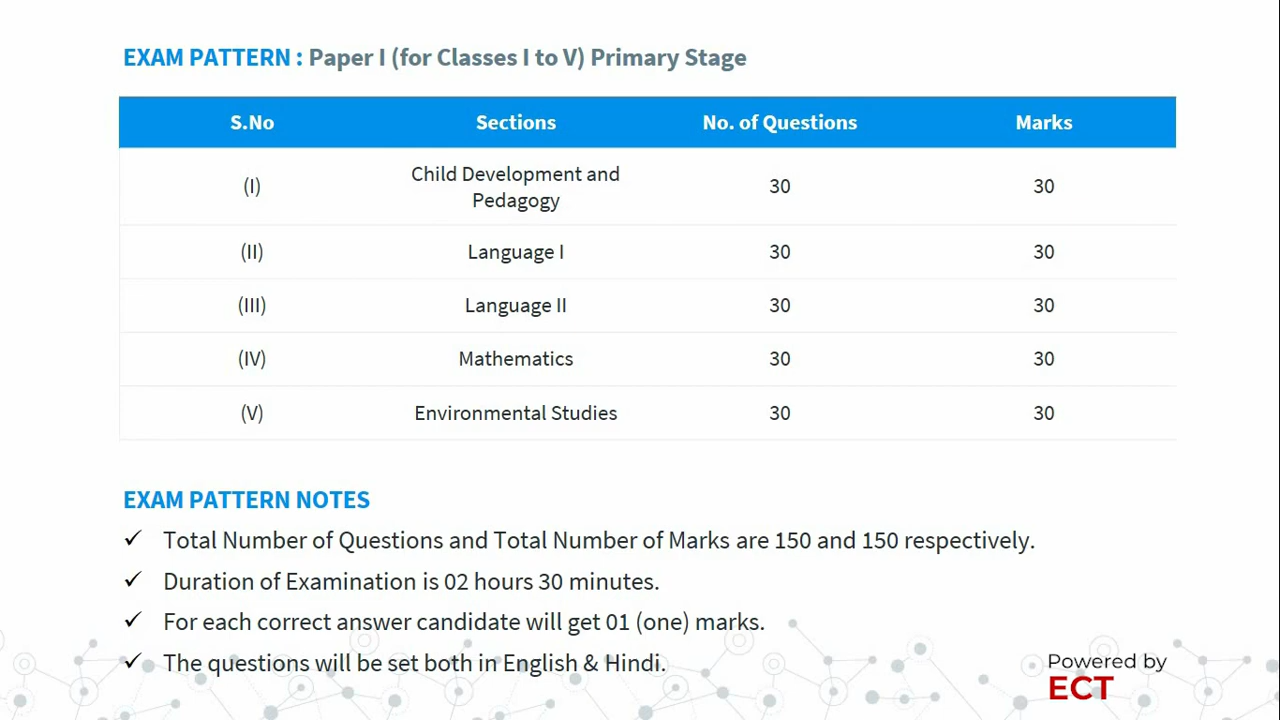 EXAM PATTERN : Paper I (for Classes I to V) Primary Stage
S.No Sections No. of Questions Marks
(I) Child Development and Pedagogy 30 30
(II) Language I 30 30
(III) Language II 30 30
(IV) Mathematics 30 30
(V) Environmental Studies 30 30
EXAM PATTERN NOTES
✓ Total Number of Questions and Total Number of Marks are 150 and 150 respectively.
✓ Duration of Examination is 02 hours 30 minutes.
✓ For each correct answer candidate will get 01 (one) marks.
✓ The questions will be set both in English & Hindi.
Powered by
ECT